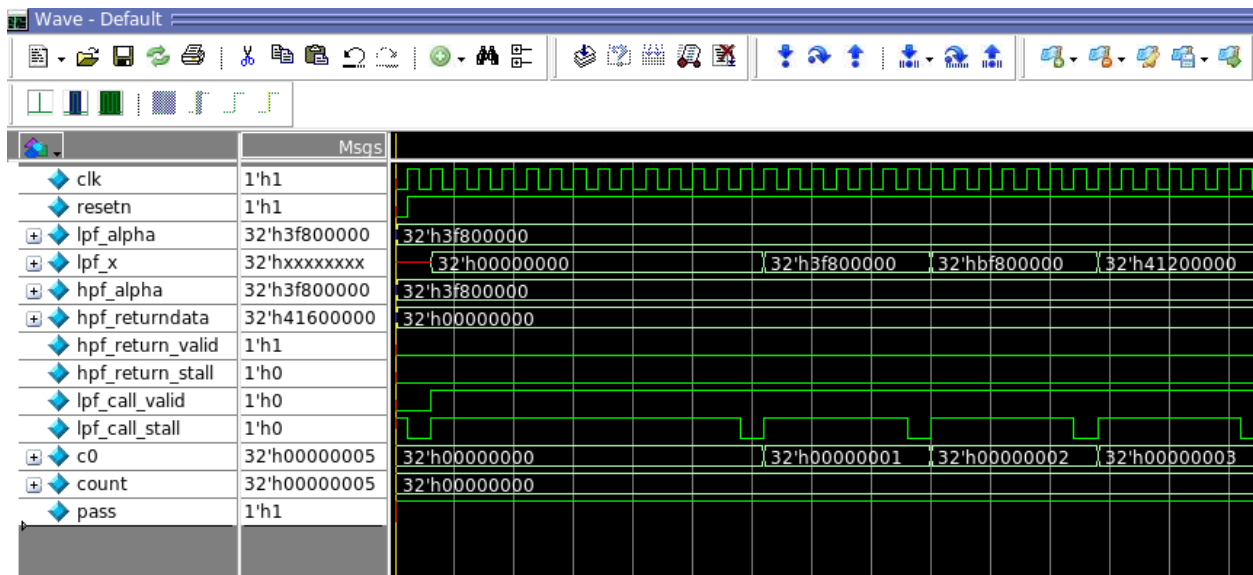 Wave - Default
Msgs
clk 1'h1
resetn 1'h1
lpf_alpha 32'h3f800000 32'h3f800000
lpf_x 32'hxxxxxxxx 32'h00000000 32'h3f800000 32'hbf800000 32'h41200000
hpf_alpha 32'h3f800000 32'h3f800000
hpf_returndata 32'h41600000 32'h00000000
hpf_return_valid 1'h1
hpf_return_stall 1'h0
lpf_call_valid 1'h0
lpf_call_stall 1'h0
c0 32'h00000005 32'h00000000 32'h00000001 32'h00000002 32'h00000003
count 32'h00000005 32'h00000000
pass 1'h1